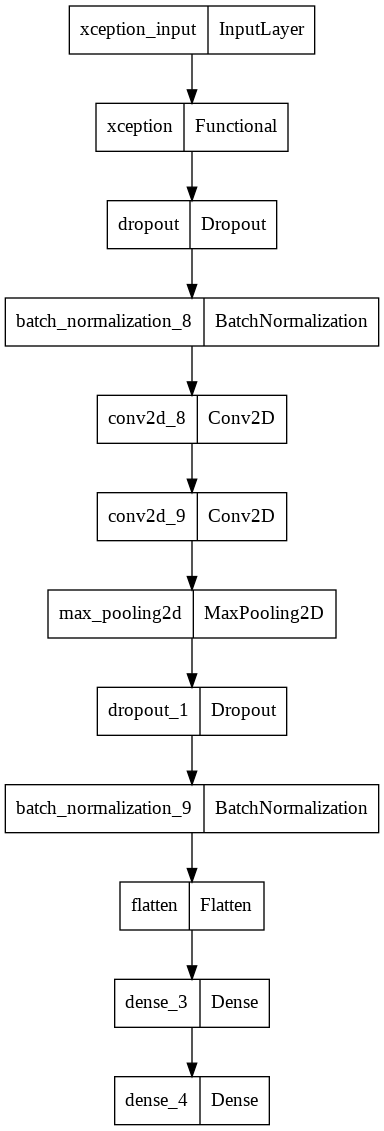 xception_input InputLayer
xception Functional
dropout Dropout
batch_normalization_8 BatchNormalization
conv2d_8 Conv2D
conv2d_9 Conv2D
max_pooling2d MaxPooling2D
dropout_1 Dropout
batch_normalization_9 BatchNormalization
flatten Flatten
dense_3 Dense
dense_4 Dense